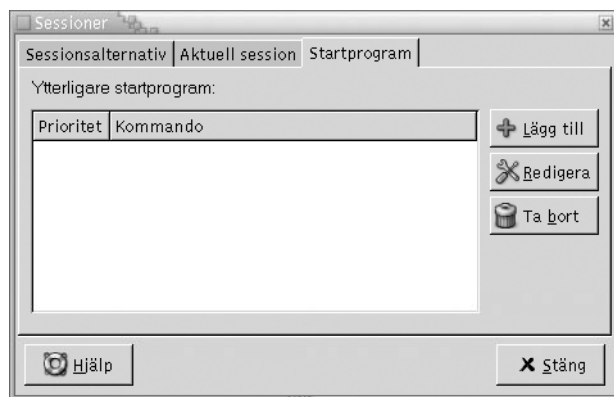 Sessioner
Sessionsalternativ Aktuell session Startprogram
Ytterligare startprogram:
Prioritet Kommando
Lägg till
Redigera
Ta bort
Hjälp
Stäng